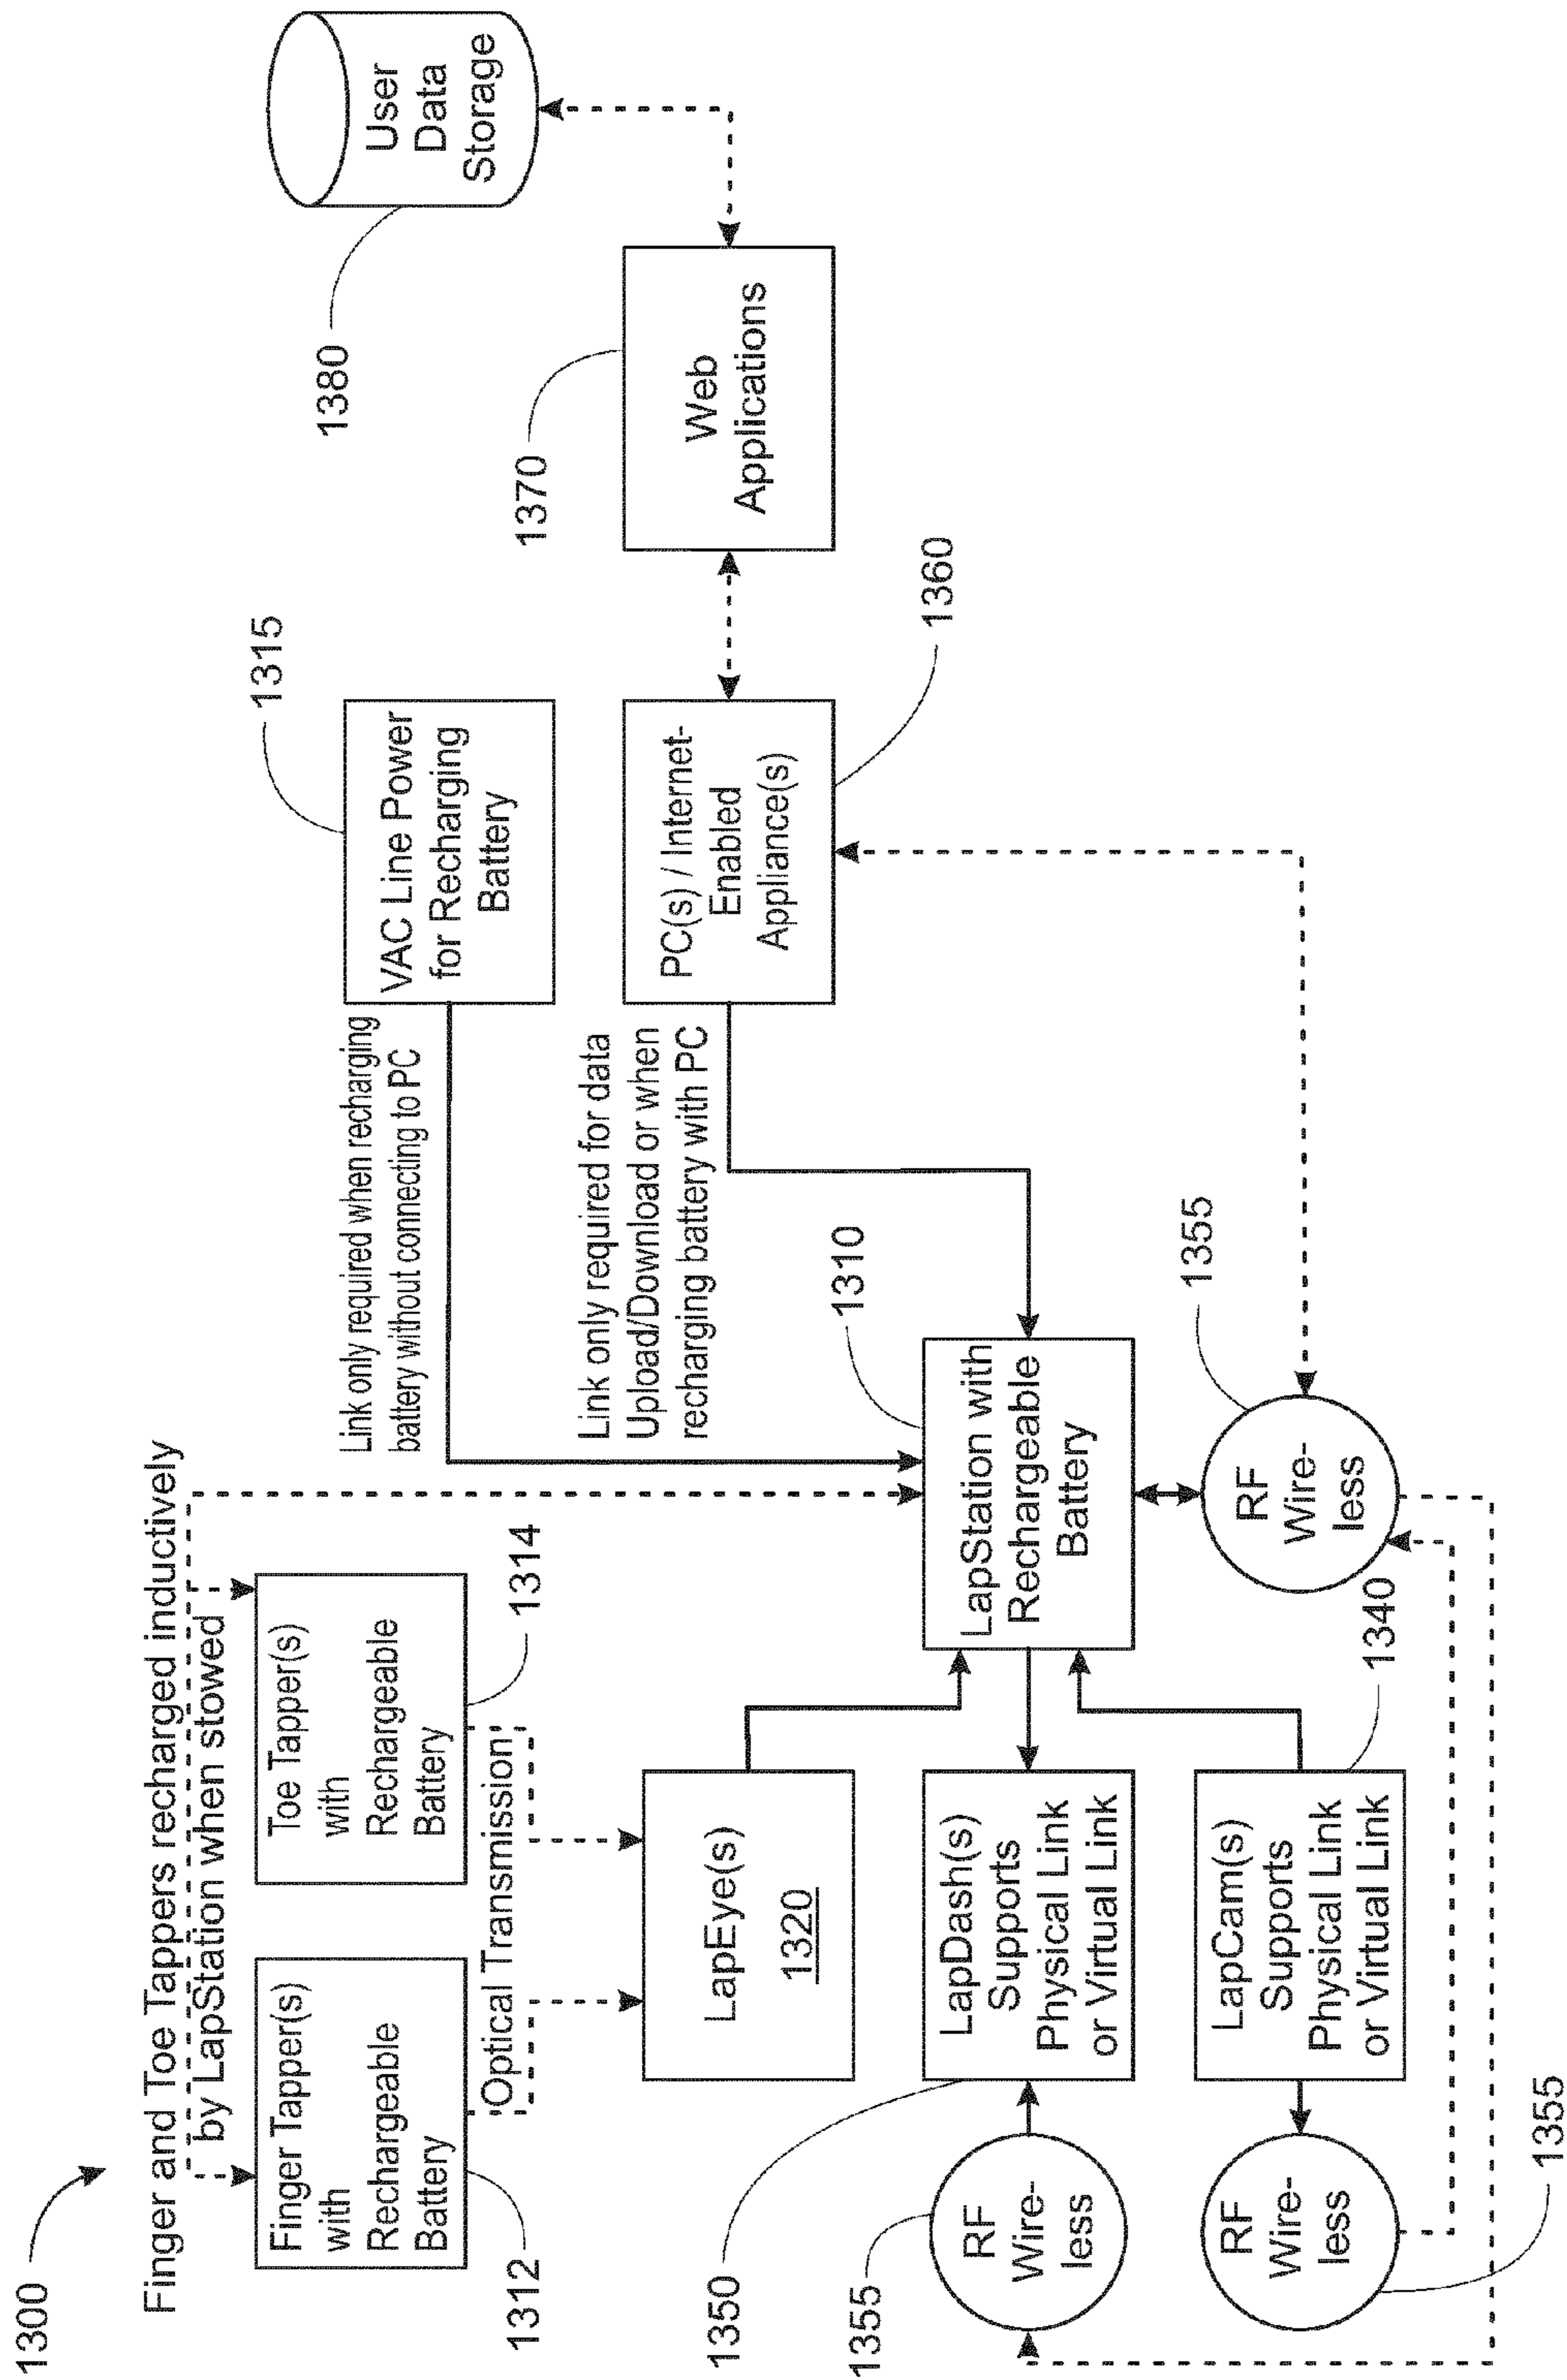 1300
Finger and Toe Tappers recharged inductively
by LapStation when stowed
Finger Tapper(s)
with
Rechargeable
Battery
1312
Toe Tapper(s)
with
Rechargeable
Battery
1314
Optical Transmission
Link only required when recharging
battery without connecting to PC
VAC Line Power
for Recharging
Battery
1315
User
Data
Storage
1380
LapEye(s)
1320
Link only required for data
Upload/Download or when
recharging battery with PC
PC(s) / Internet-
Enabled
Appliance(s)
1360
Web
Applications
1370
1350
RF
Wire-
less
1355
LapDash(s)
Supports
Physical Link
or Virtual Link
LapStation with
Rechargeable
Battery
1310
RF
Wire-
less
1355
LapCam(s)
Supports
Physical Link
or Virtual Link
1340
RF
Wire-
less
1355